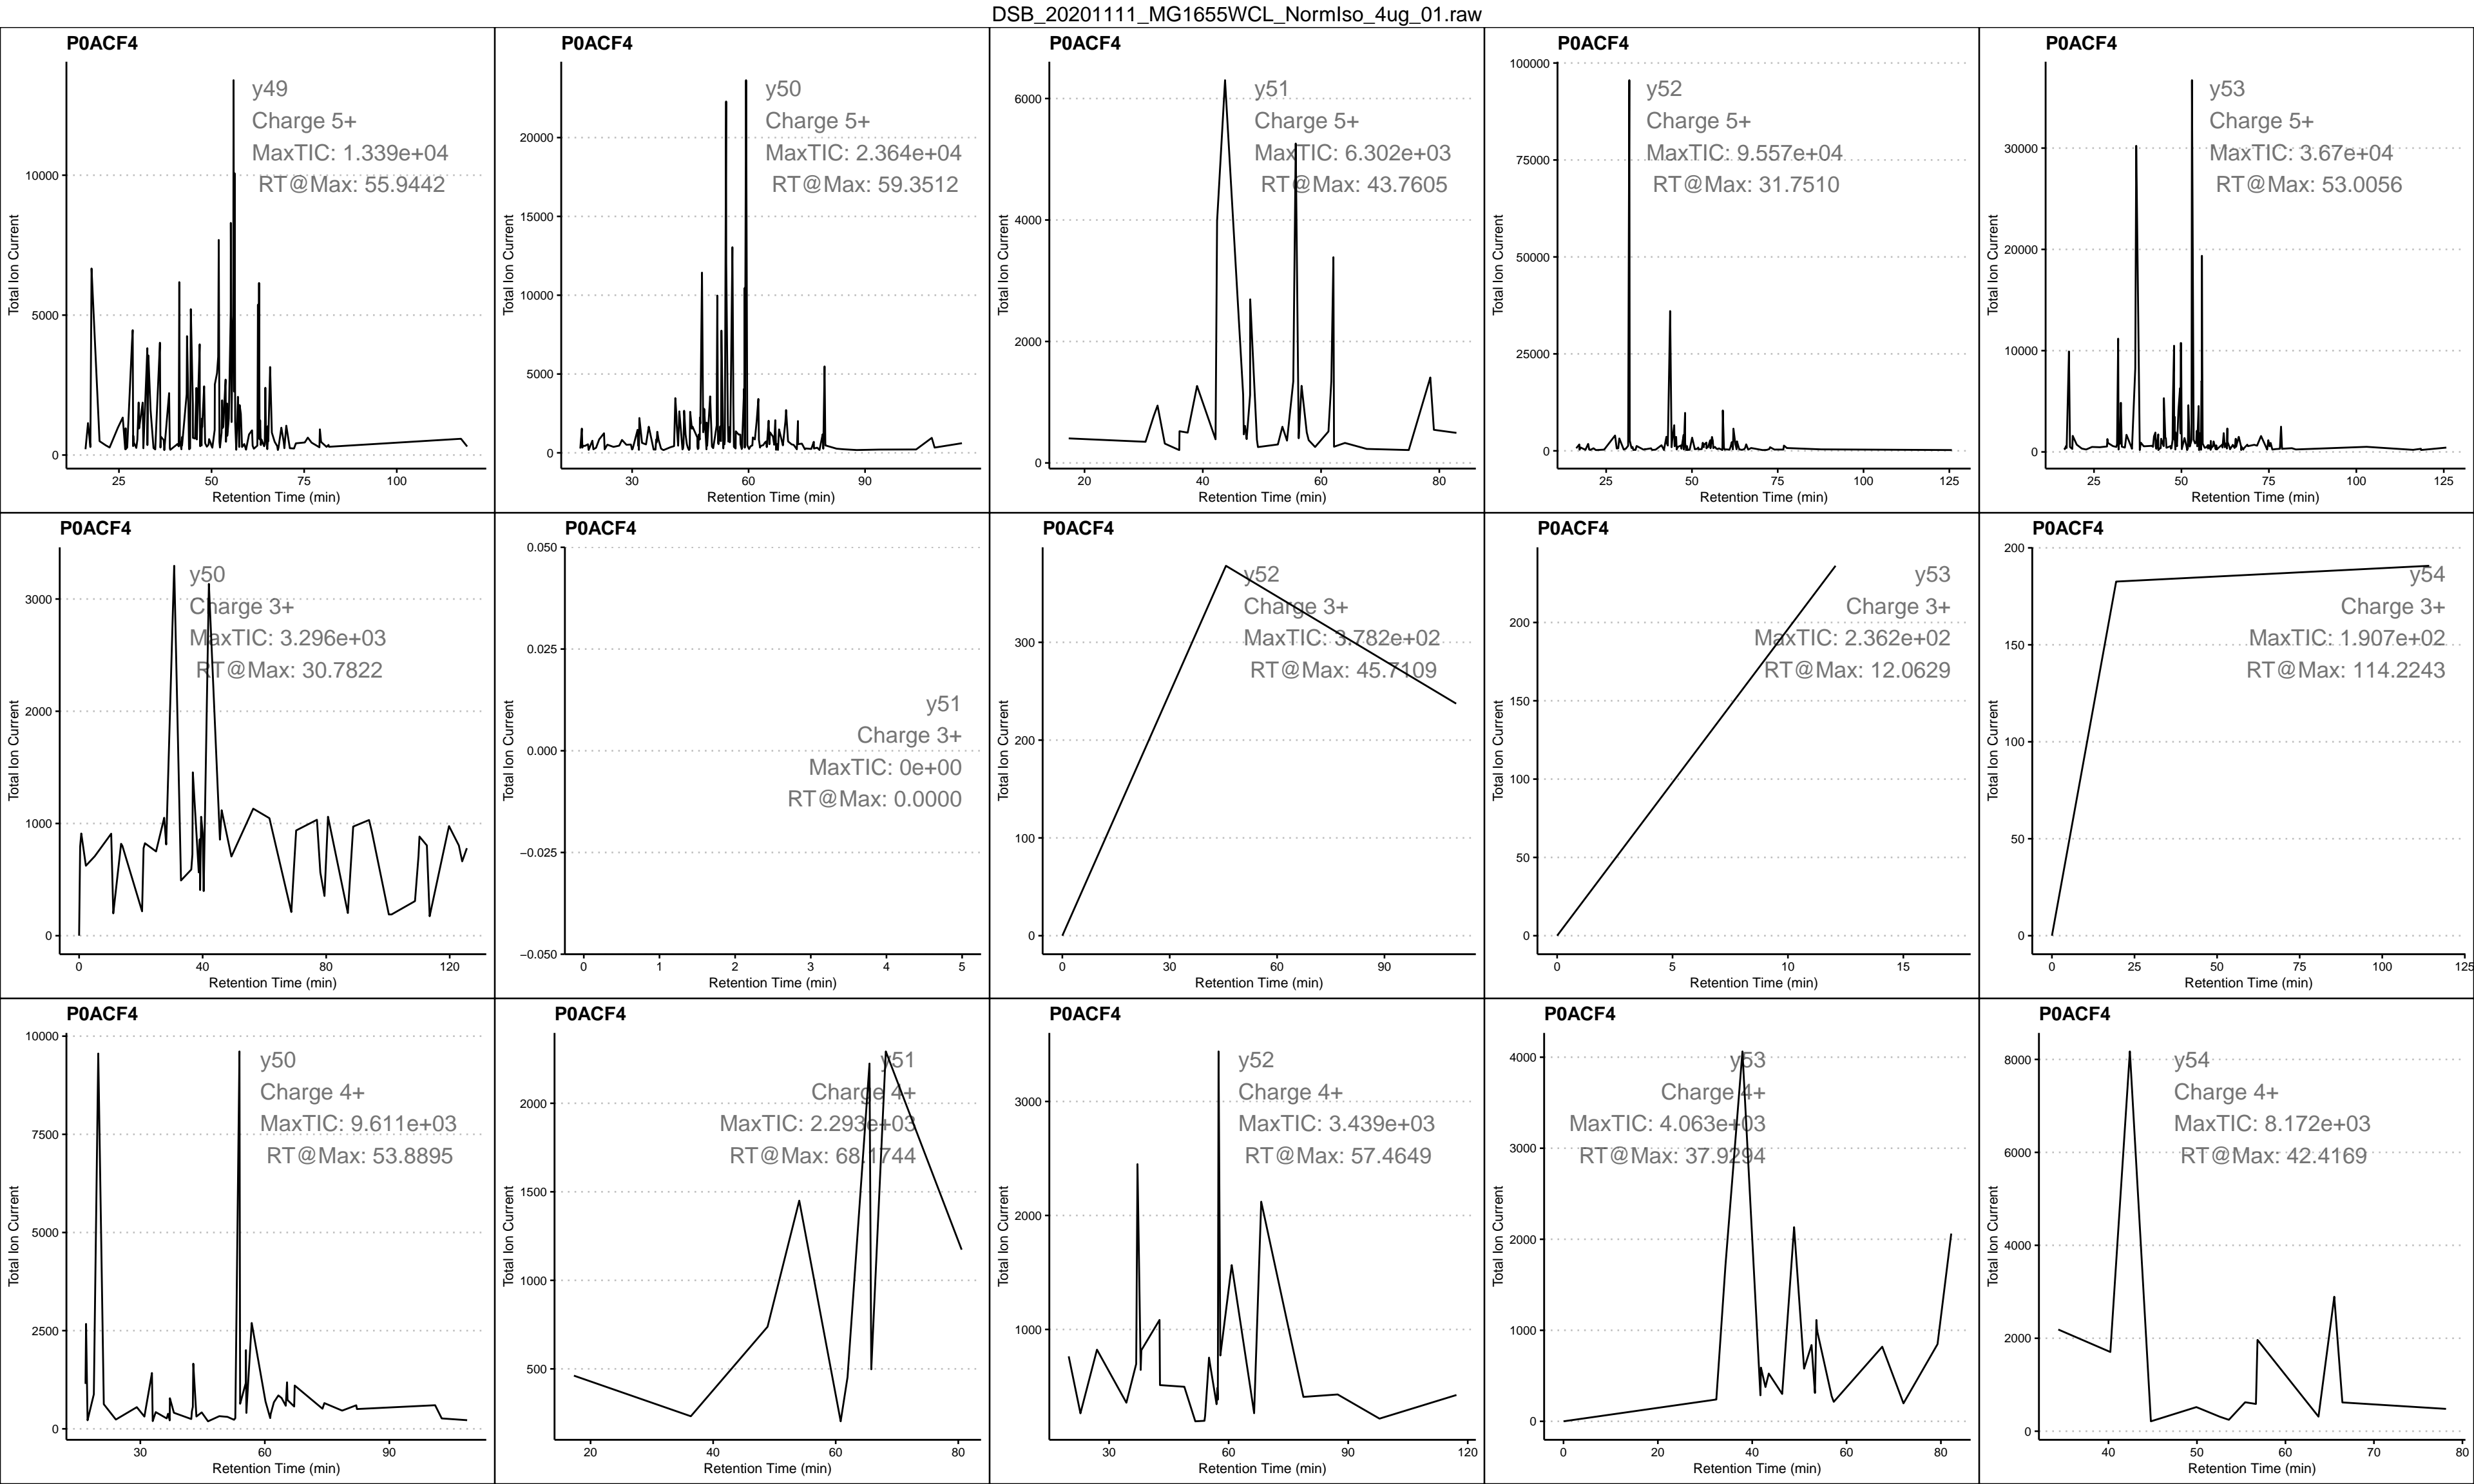 DSB_20201111_MG1655WCL_NormIso_4ug_01.raw
P0ACF4
y49
Charge 5+
MaxTIC: 1.339e+04
RT@Max: 55.9442
10000
5000
0
25 50 75 100
Total Ion Current
Retention Time (min)
P0ACF4
y50
Charge 5+
MaxTIC: 2.364e+04
RT@Max: 59.3512
20000
15000
10000
5000
0
30 60 90
Total Ion Current
Retention Time (min)
P0ACF4
y51
Charge 5+
MaxTIC: 6.302e+03
RT@Max: 43.7605
6000
4000
2000
0
20 40 60 80
Total Ion Current
Retention Time (min)
P0ACF4
y52
Charge 5+
MaxTIC: 9.557e+04
RT@Max: 31.7510
100000
75000
50000
25000
0
25 50 75 100 125
Total Ion Current
Retention Time (min)
P0ACF4
y53
Charge 5+
MaxTIC: 3.67e+04
RT@Max: 53.0056
30000
20000
10000
0
25 50 75 100 125
Total Ion Current
Retention Time (min)
P0ACF4
y50
Charge 3+
MaxTIC: 3.296e+03
RT@Max: 30.7822
3000
2000
1000
0
0 40 80 120
Total Ion Current
Retention Time (min)
P0ACF4
y51
Charge 3+
MaxTIC: 0e+00
RT@Max: 0.0000
0.050
0.025
0.000
−0.025
−0.050
0 1 2 3 4 5
Total Ion Current
Retention Time (min)
P0ACF4
y52
Charge 3+
MaxTIC: 3.782e+02
RT@Max: 45.7109
300
200
100
0
0 30 60 90
Total Ion Current
Retention Time (min)
P0ACF4
y53
Charge 3+
MaxTIC: 2.362e+02
RT@Max: 12.0629
200
150
100
50
0
0 5 10 15
Total Ion Current
Retention Time (min)
P0ACF4
y54
Charge 3+
MaxTIC: 1.907e+02
RT@Max: 114.2243
200
150
100
50
0
0 25 50 75 100 125
Total Ion Current
Retention Time (min)
P0ACF4
y50
Charge 4+
MaxTIC: 9.611e+03
RT@Max: 53.8895
10000
7500
5000
2500
0
30 60 90
Total Ion Current
Retention Time (min)
P0ACF4
y51
Charge 4+
MaxTIC: 2.293e+03
RT@Max: 68.1744
2000
1500
1000
500
20 40 60 80
Total Ion Current
Retention Time (min)
P0ACF4
y52
Charge 4+
MaxTIC: 3.439e+03
RT@Max: 57.4649
3000
2000
1000
30 60 90 120
Total Ion Current
Retention Time (min)
P0ACF4
y53
Charge 4+
MaxTIC: 4.063e+03
RT@Max: 37.9294
4000
3000
2000
1000
0
0 20 40 60 80
Total Ion Current
Retention Time (min)
P0ACF4
y54
Charge 4+
MaxTIC: 8.172e+03
RT@Max: 42.4169
8000
6000
4000
2000
0
40 50 60 70 80
Total Ion Current
Retention Time (min)